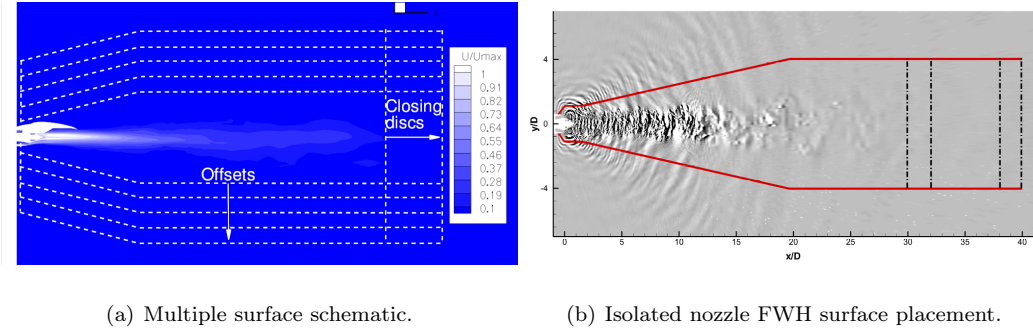 U/Umax
1
0.91
0.82
0.73
0.64
0.55
0.46
0.37
0.28
0.19
0.1
Closing
discs
Offsets
y/D
4
0
-4
0 5 10 15 20 25 30 35 40
x/D
(a) Multiple surface schematic.
(b) Isolated nozzle FWH surface placement.